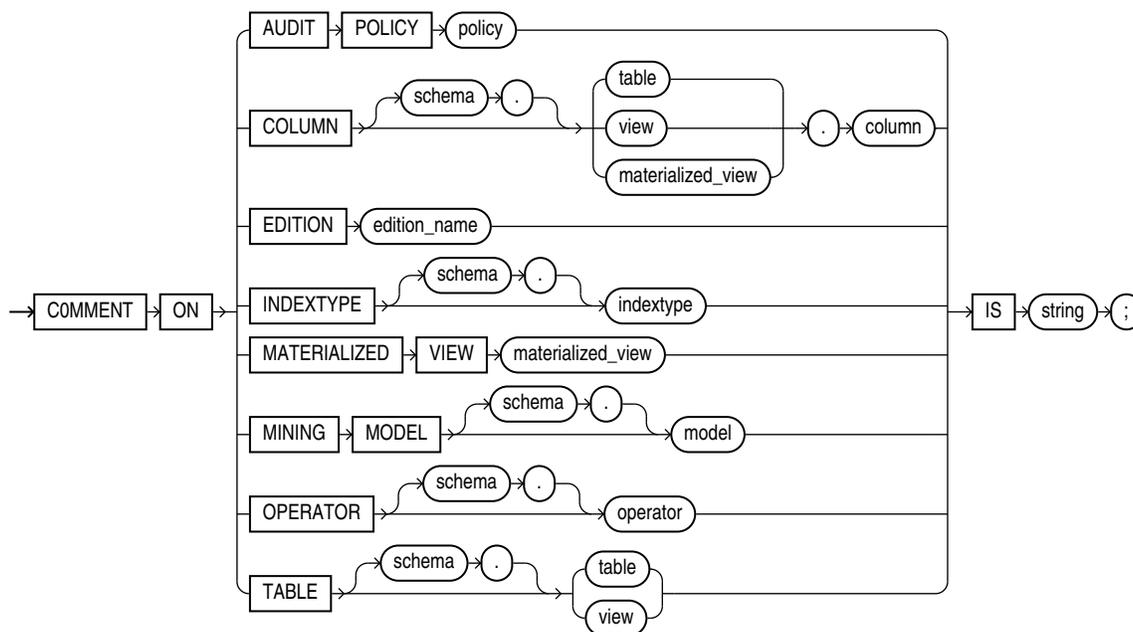 AUDIT POLICY policy
schema . table
COLUMN view . column
materialized_view
EDITION edition_name
schema .
INDEXTYPE indextype
C0MMENT ON IS string ;
MATERIALIZED VIEW materialized_view
schema .
MINING MODEL model
schema .
OPERATOR operator
schema . table
TABLE
view